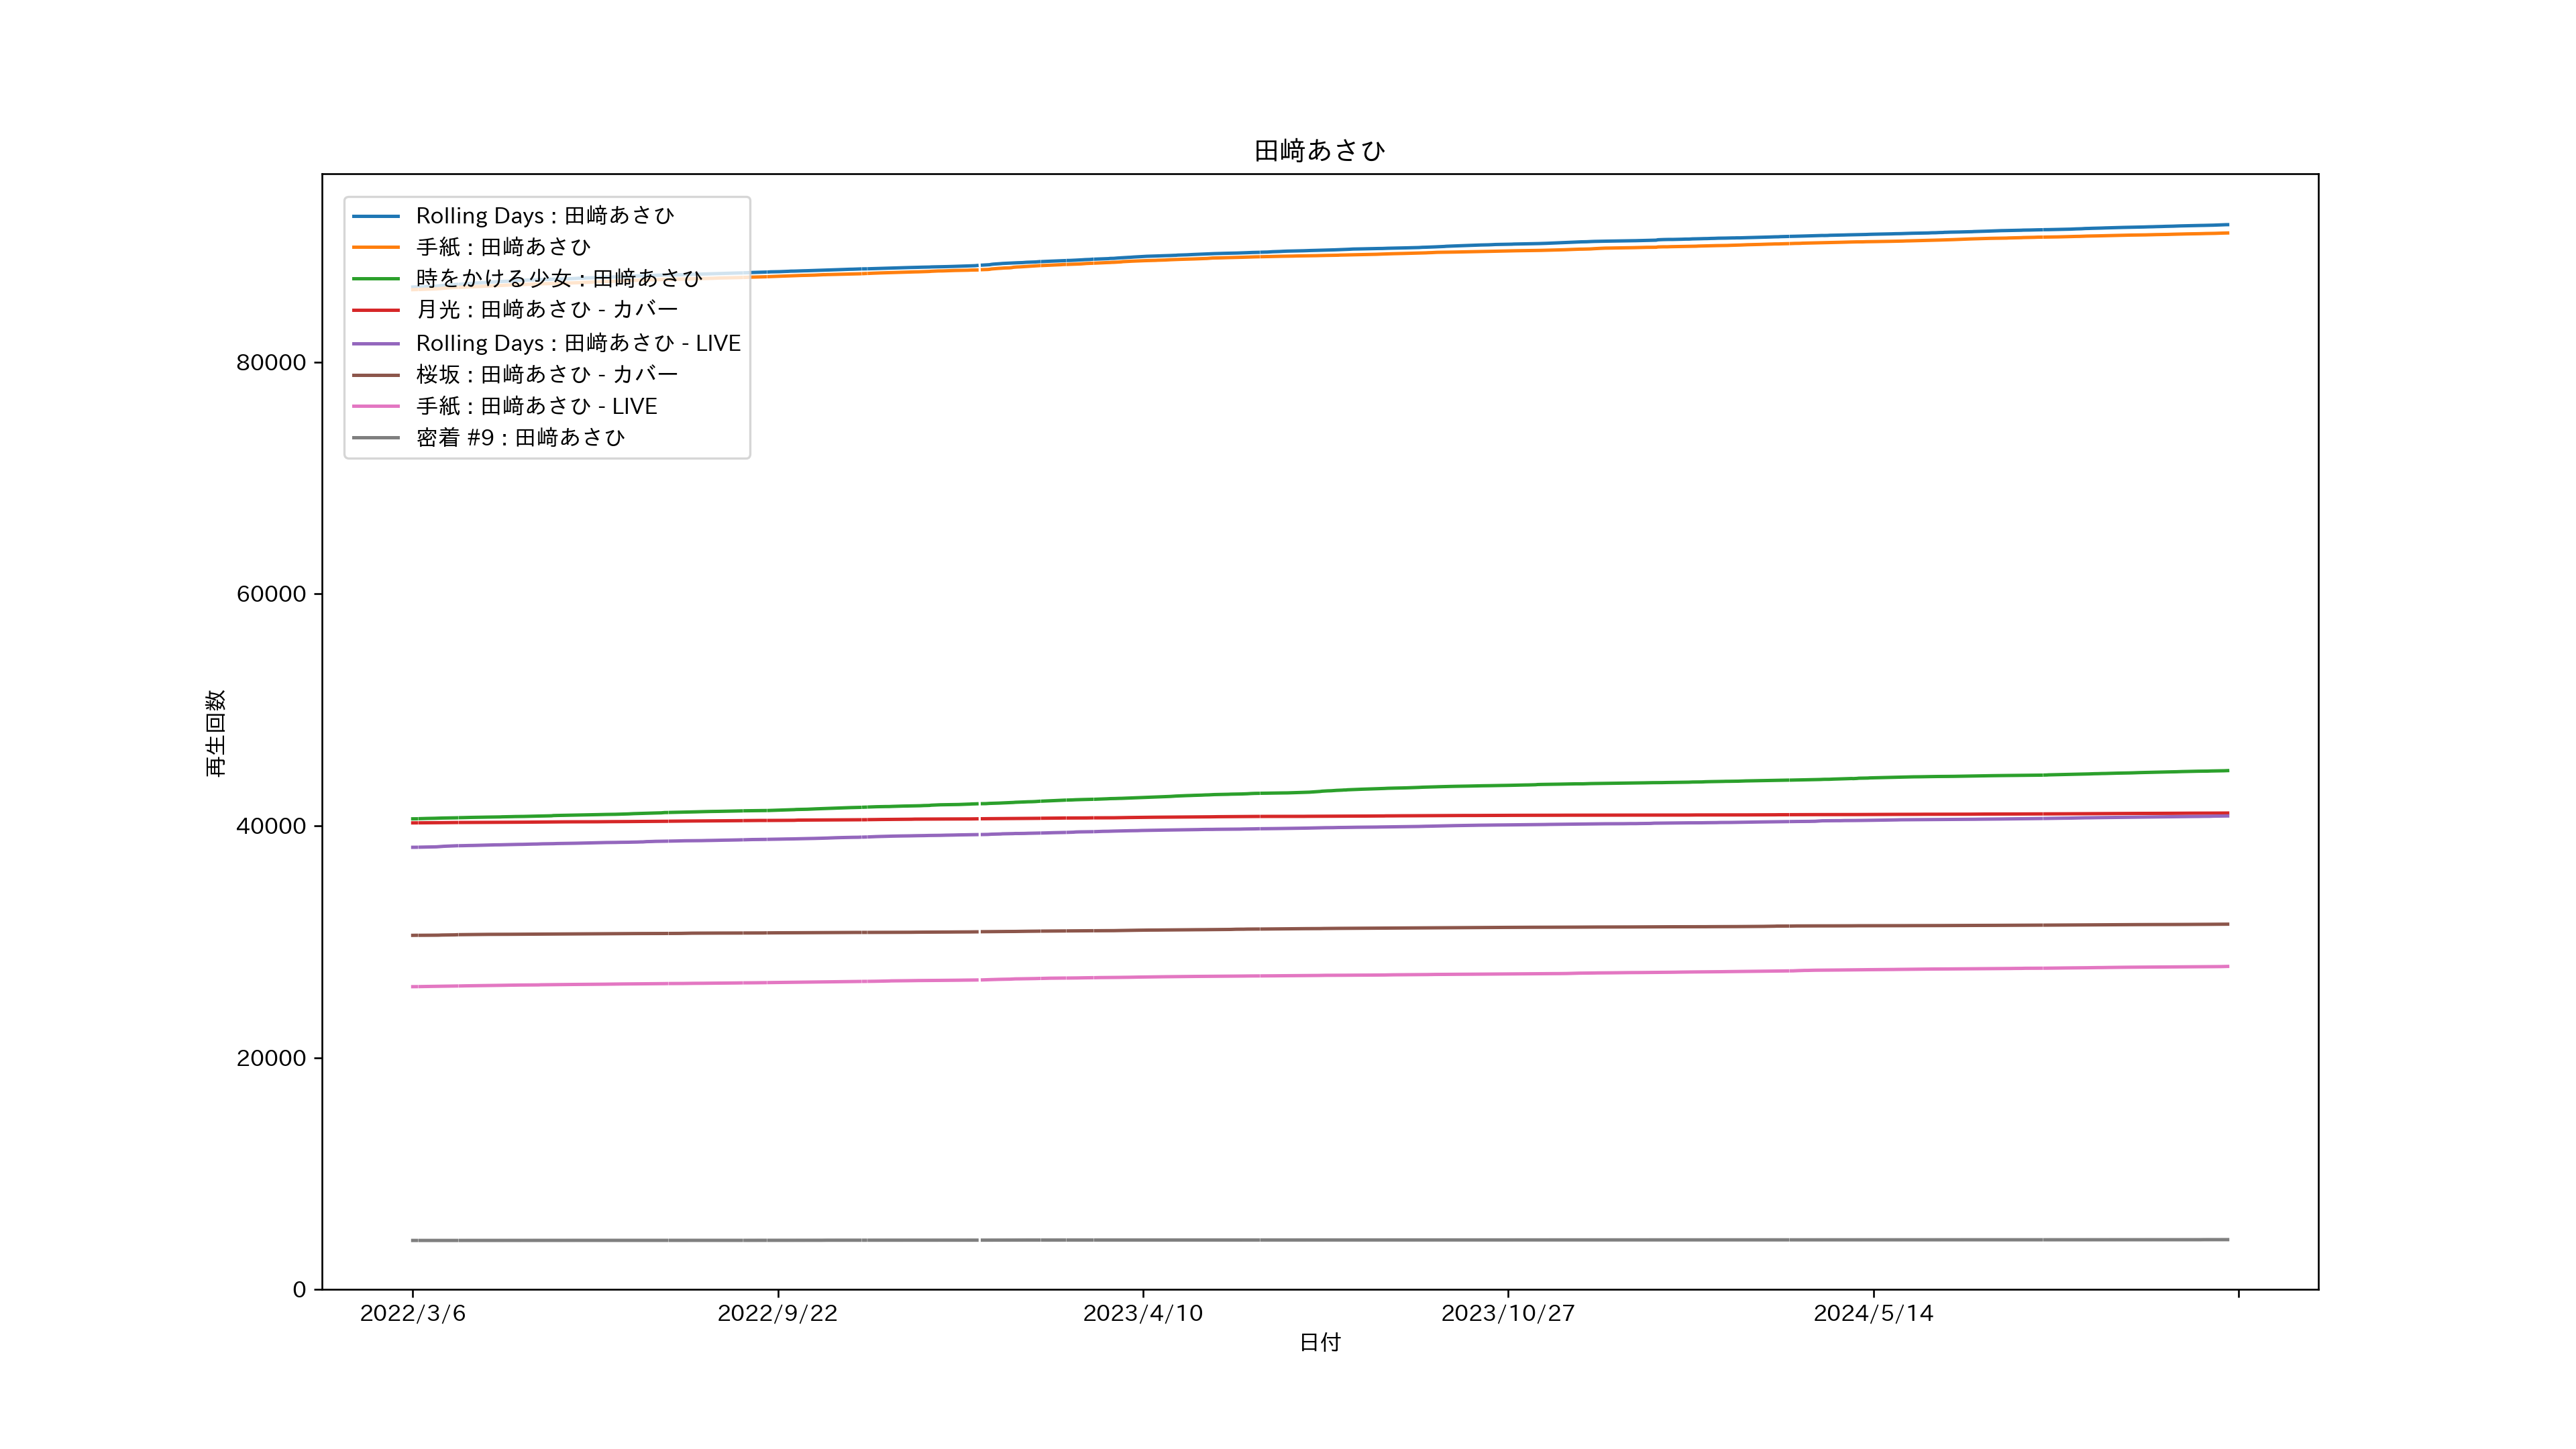 田﨑あさひ
Rolling Days : 田﨑あさひ
手紙 : 田﨑あさひ
時をかける少女 : 田﨑あさひ
月光 : 田﨑あさひ - カバー
Rolling Days : 田﨑あさひ - LIVE
桜坂 : 田﨑あさひ - カバー
手紙 : 田﨑あさひ - LIVE
密着 #9 : 田﨑あさひ
再生回数
80000
60000
40000
20000
0
2022/3/6
2022/9/22
2023/4/10
2023/10/27
2024/5/14
日付